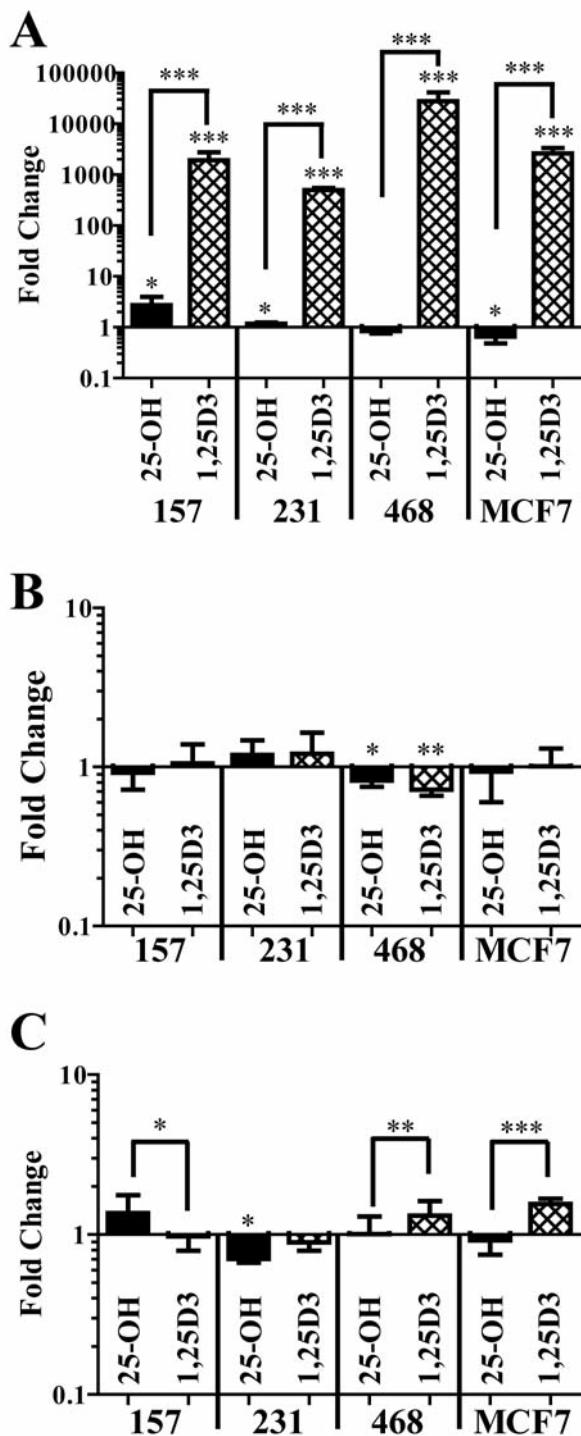 A
***
***
***
***
100000
10000
1000
100
10
1
0.1
Fold Change
***
***
***
***
*
*
*
25-OH
1,25D3
25-OH
1,25D3
25-OH
1,25D3
25-OH
1,25D3
157
231
468
MCF7
B
10
1
0.1
Fold Change
*
**
25-OH
1,25D3
25-OH
1,25D3
25-OH
1,25D3
25-OH
1,25D3
157
231
468
MCF7
C
10
1
0.1
Fold Change
*
**
***
*
25-OH
1,25D3
25-OH
1,25D3
25-OH
1,25D3
25-OH
1,25D3
157
231
468
MCF7